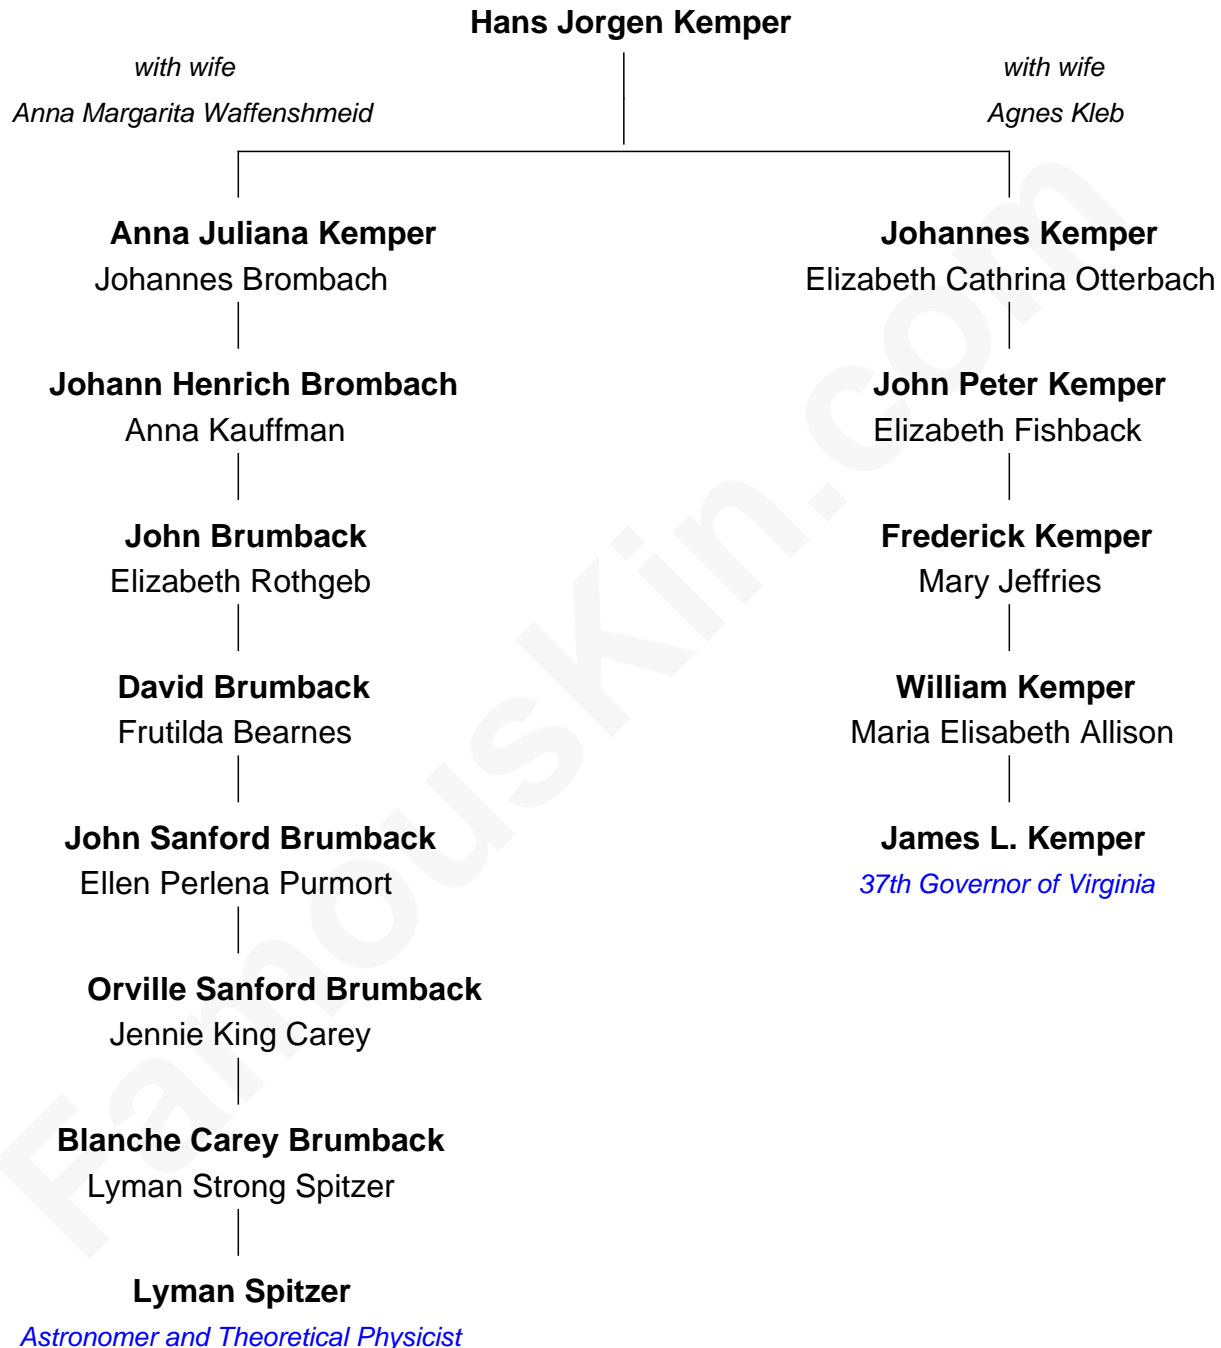 Hans Jorgen Kemper
with wife
Anna Margarita Waffenshmeid
with wife
Agnes Kleb
Anna Juliana Kemper
Johannes Brombach
Johannes Kemper
Elizabeth Cathrina Otterbach
Johann Henrich Brombach
Anna Kauffman
John Peter Kemper
Elizabeth Fishback
John Brumback
Elizabeth Rothgeb
Frederick Kemper
Mary Jeffries
David Brumback
Frutilda Bearnes
William Kemper
Maria Elisabeth Allison
John Sanford Brumback
Ellen Perlena Purmort
James L. Kemper
37th Governor of Virginia
Orville Sanford Brumback
Jennie King Carey
Blanche Carey Brumback
Lyman Strong Spitzer
Lyman Spitzer
Astronomer and Theoretical Physicist
FamousKin.com